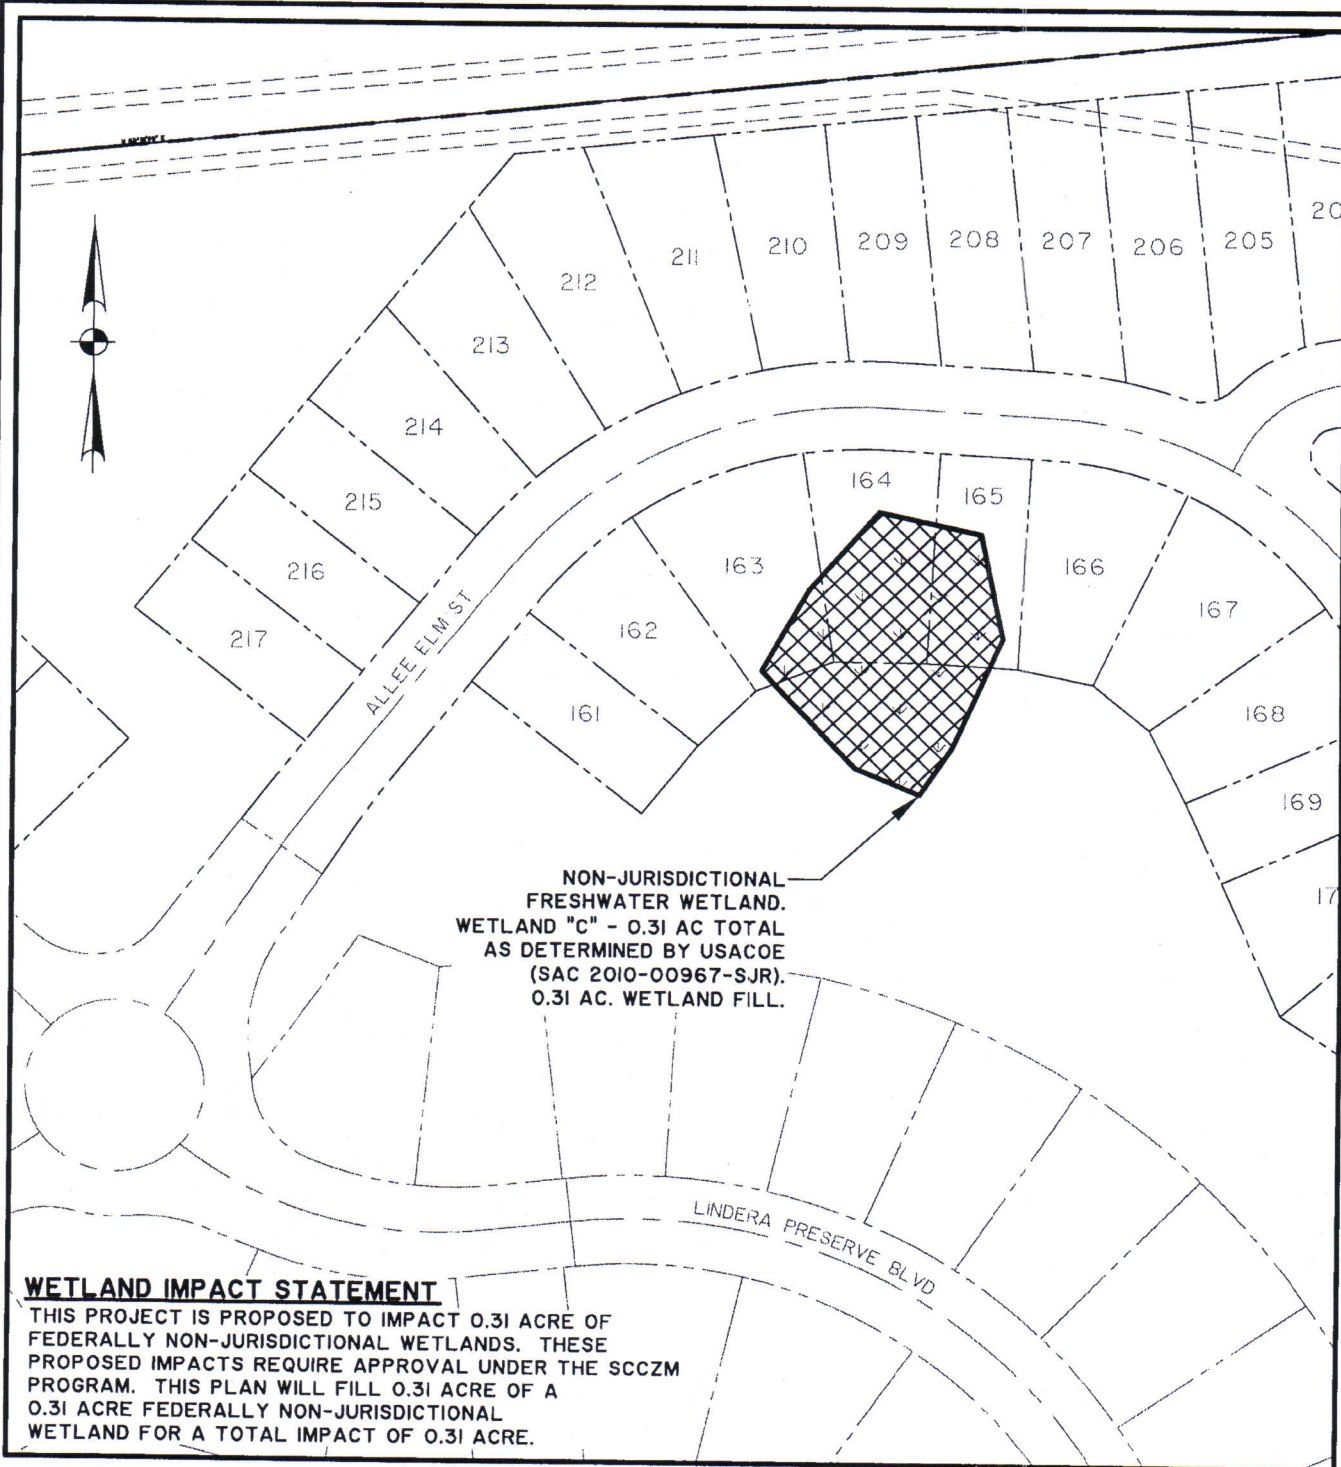 20
205
206
207
208
209
210
211
212
213
214
215
216
217
164
165
163
166
162
167
161
168
169
17
ALLEE ELM ST
NON-JURISDICTIONAL
FRESHWATER WETLAND.
WETLAND "C" - 0.31 AC TOTAL
AS DETERMINED BY USACOE
(SAC 2010-00967-SJR).
0.31 AC. WETLAND FILL.
LINDERA PRESERVE BLVD
WETLAND IMPACT STATEMENT
THIS PROJECT IS PROPOSED TO IMPACT 0.31 ACRE OF
FEDERALLY NON-JURISDICTIONAL WETLANDS. THESE
PROPOSED IMPACTS REQUIRE APPROVAL UNDER THE SCCZM
PROGRAM. THIS PLAN WILL FILL 0.31 ACRE OF A
0.31 ACRE FEDERALLY NON-JURISDICTIONAL
WETLAND FOR A TOTAL IMPACT OF 0.31 ACRE.